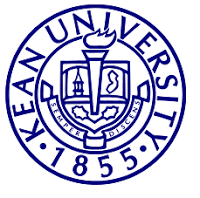 KEAN UNIVERSITY
· 1855 ·
SEMPER DISCENS